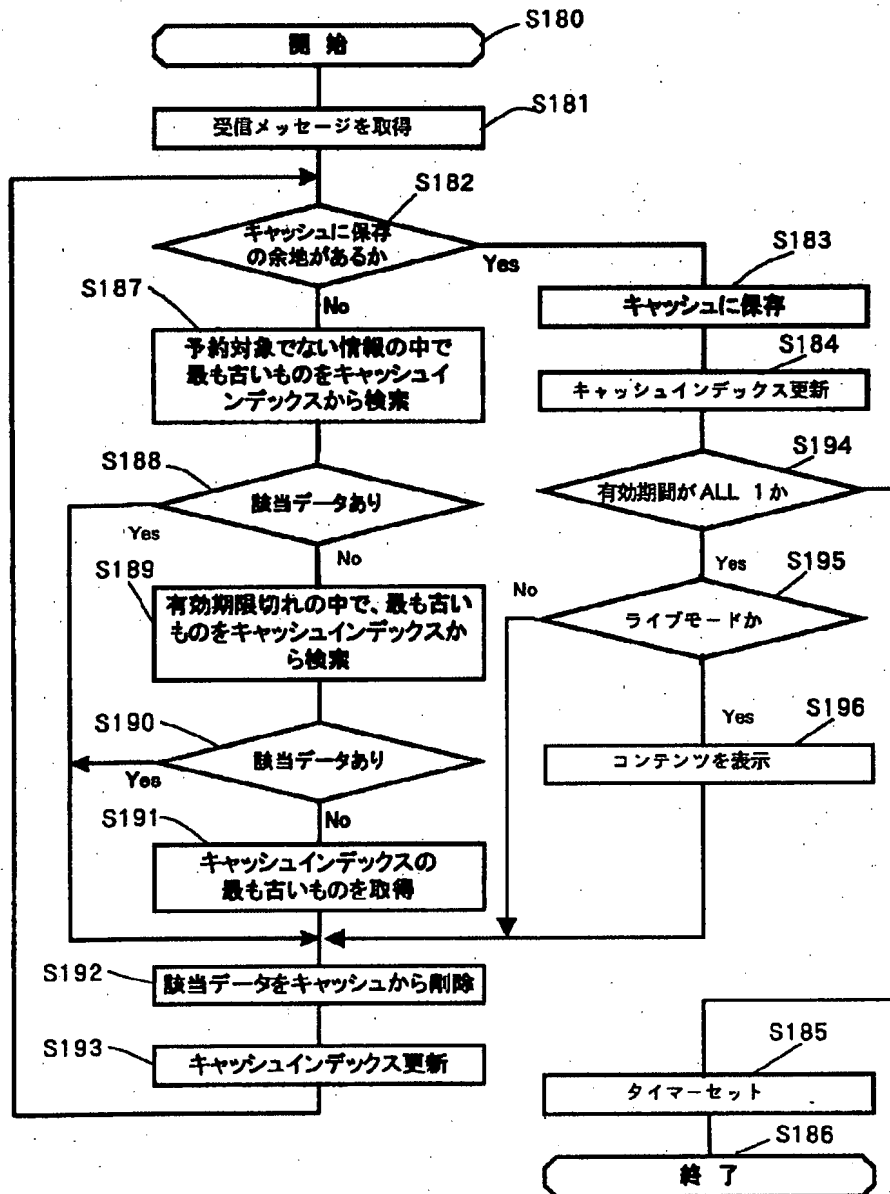 S180
開 始
S181
受信メッセージを取得
S182
キャッシュに保存
の余地があるか
Yes
No
S183
キャッシュに保存
S187
予約対象でない情報の中で
最も古いものをキャッシュイ
ンデックスから検索
S184
キャッシュインデックス更新
S188
該当データあり
Yes
No
S194
有効期間がALL 1か
Yes
S189
有効期限切れの中で、最も古い
ものをキャッシュインデックスか
ら検索
S195
No
ライブモードか
Yes
S190
該当データあり
Yes
No
S196
コンテンツを表示
S191
キャッシュインデックスの
最も古いものを取得
S192
該当データをキャッシュから削除
S193
キャッシュインデックス更新
S185
タイマーセット
S186
終 了